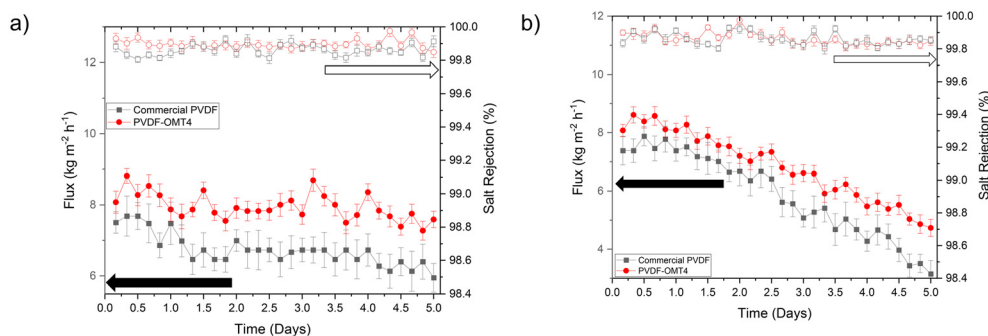 a)
Flux (kg m⁻² h⁻¹)
12
10
8
6
Commercial PVDF
PVDF-OMT4
100.0
99.8
99.6
99.4
99.2
99.0
98.8
98.6
98.4
Salt Rejection (%)
0.0 0.5 1.0 1.5 2.0 2.5 3.0 3.5 4.0 4.5 5.0
Time (Days)
b)
Flux (kg m⁻² h⁻¹)
12
10
8
6
4
Commercial PVDF
PVDF-OMT4
100.0
99.8
99.6
99.4
99.2
99.0
98.8
98.6
98.4
Salt Rejection (%)
0.0 0.5 1.0 1.5 2.0 2.5 3.0 3.5 4.0 4.5 5.0
Time (Days)